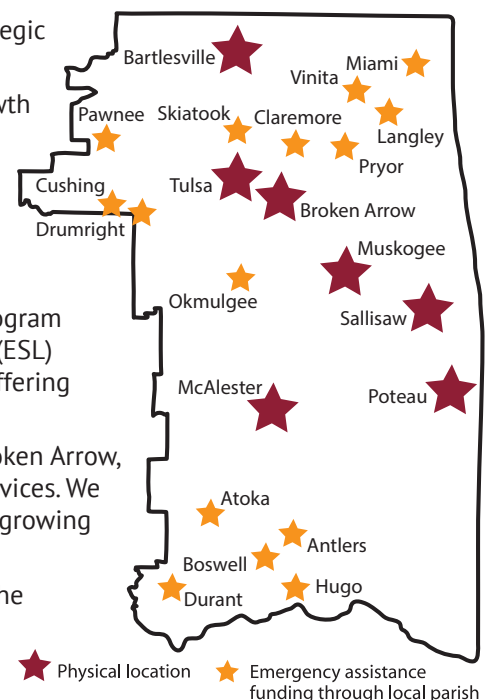 egic
wth
ogram
(ESL)
ffering
oken Arrow,
vices. We
growing
ne
Bartlesville
Miami
Vinita
Pawnee
Skiatook
Claremore
Langley
Pryor
Cushing
Tulsa
Broken Arrow
Drumright
Muskogee
Okmulgee
Sallisaw
McAlester
Poteau
Atoka
Antlers
Boswell
Durant
Hugo
Physical location
Emergency assistance
funding through local parish